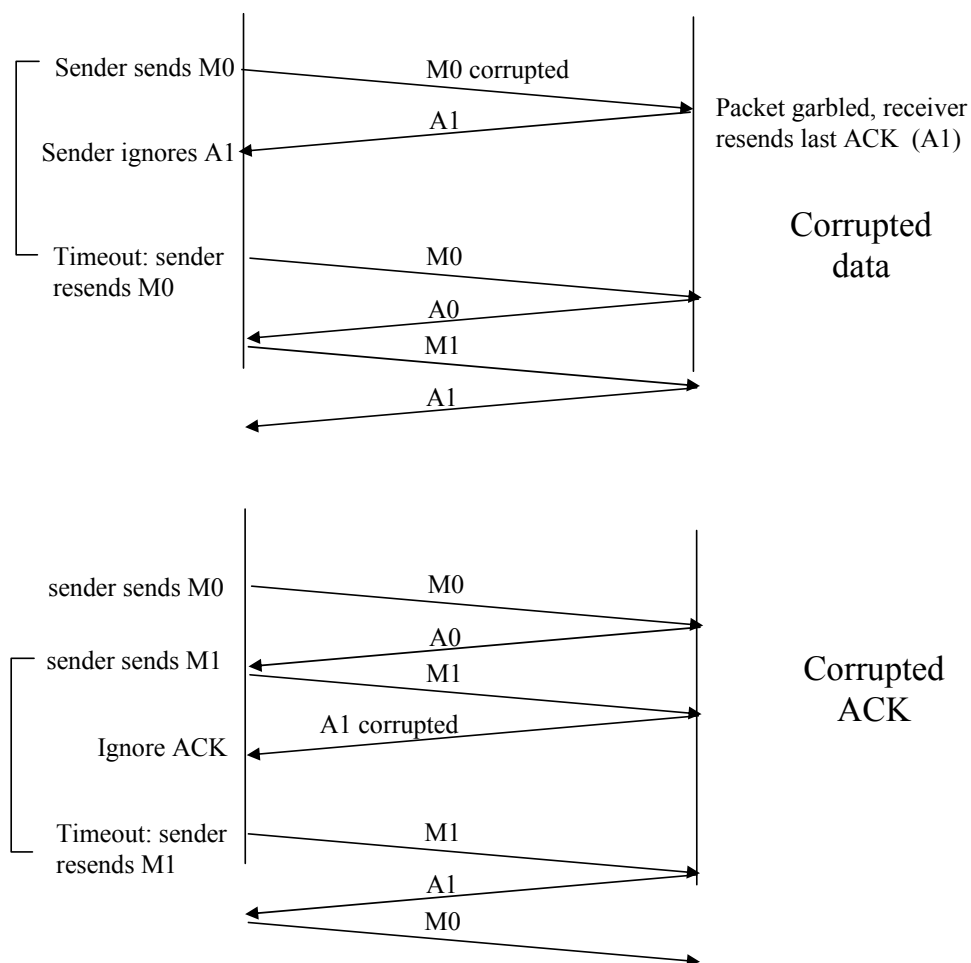 Sender sends M0
M0 corrupted
Packet garbled, receiver
resends last ACK (A1)
A1
Sender ignores A1
Corrupted
data
Timeout: sender
resends M0
M0
A0
M1
A1
sender sends M0
M0
A0
sender sends M1
M1
Corrupted
ACK
A1 corrupted
Ignore ACK
Timeout: sender
resends M1
M1
A1
M0